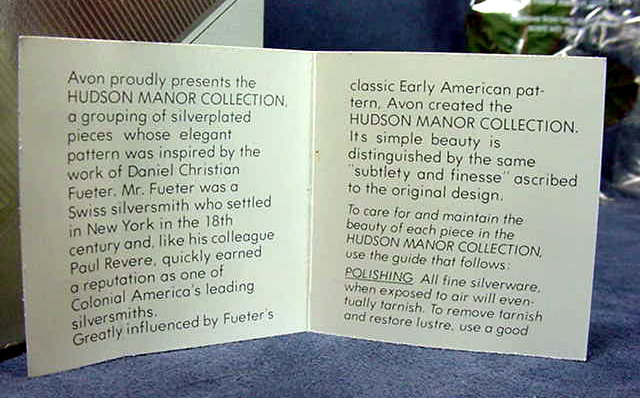 Avon proudly presents the
HUDSON MANOR COLLECTION,
a grouping of silverplated
pieces whose elegant
pattern was inspired by the
work of Daniel Christian
Fueter. Mr. Fueter was a
Swiss silversmith who settled
in New York in the 18th
century and, like his colleague
Paul Revere, quickly earned
a reputation as one of
Colonial America's leading
silversmiths.
Greatly influenced by Fueter's
classic Early American pat-
tern, Avon created the
HUDSON MANOR COLLECTION.
Its simple beauty is
distinguished by the same
"subtlety and finesse" ascribed
to the original design.
To care for and maintain the
beauty of each piece in the
HUDSON MANOR COLLECTION,
use the guide that follows:
POLISHING. All fine silverware,
when exposed to air will even-
tually tarnish. To remove tarnish
and restore lustre, use a good